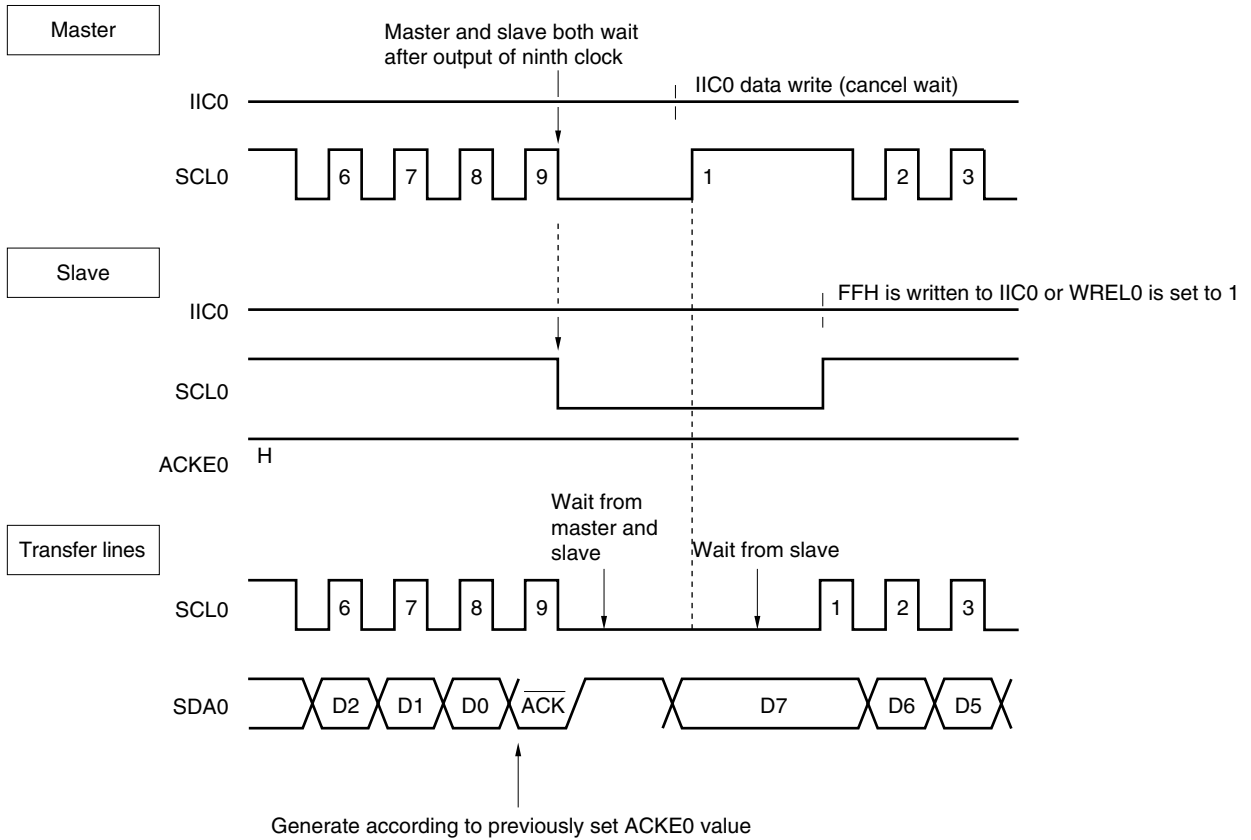 Master
Master and slave both wait
after output of ninth clock
IIC0 data write (cancel wait)
IIC0
SCL0
6 7 8 9 1 2 3
Slave
FFH is written to IIC0 or WREL0 is set to 1
IIC0
SCL0
H
ACKE0
Wait from
master and
slave
Transfer lines
Wait from slave
SCL0
6 7 8 9 1 2 3
SDA0
D2 D1 D0 ACK D7 D6 D5
Generate according to previously set ACKE0 value